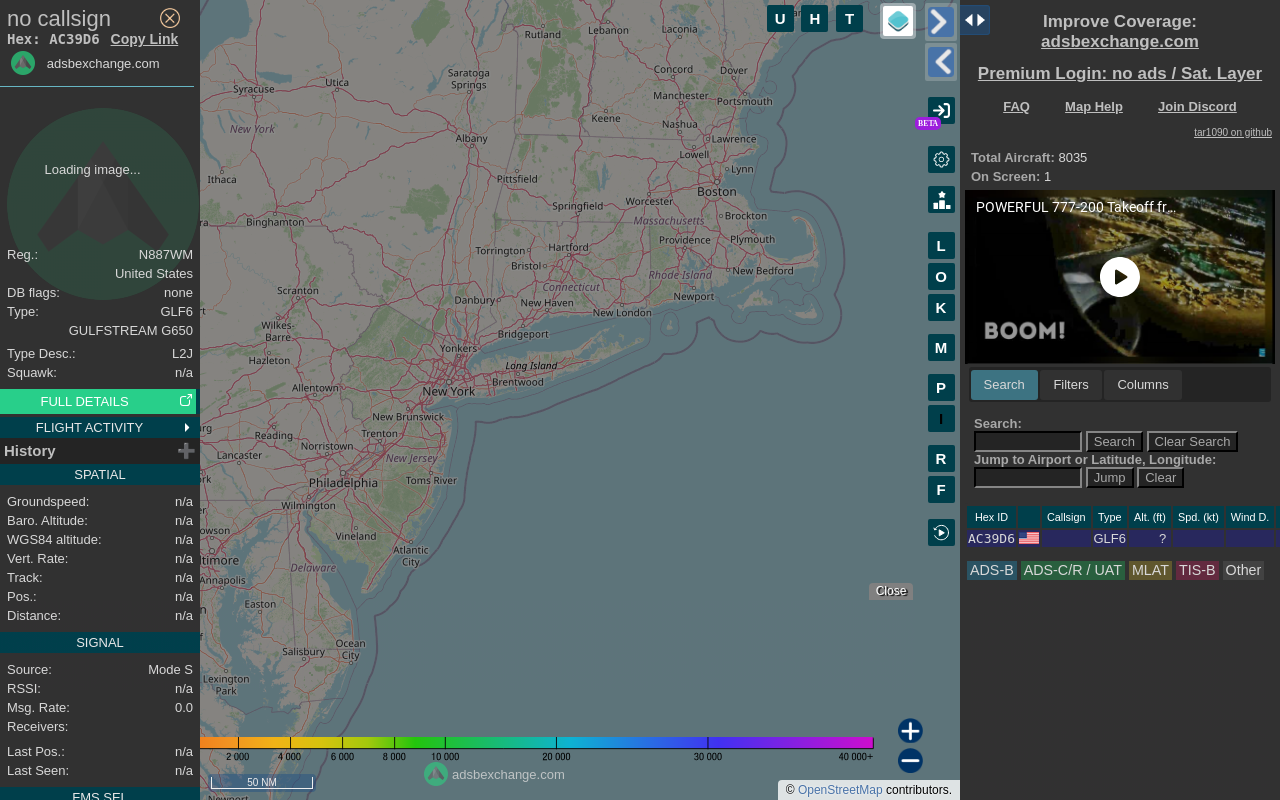 no callsign
Hex: AC39D6 Copy Link
adsbexchange.com
Loading image...
Reg.: N887WM
United States
DB flags: none
Type: GLF6
GULFSTREAM G650
Type Desc.: L2J
Squawk: n/a
FULL DETAILS
FLIGHT ACTIVITY
History
SPATIAL
Groundspeed: n/a
Baro. Altitude: n/a
WGS84 altitude: n/a
Vert. Rate: n/a
Track: n/a
Pos.: n/a
Distance: n/a
SIGNAL
Source: Mode S
RSSI: n/a
Msg. Rate: 0.0
Receivers:
Last Pos.: n/a
Last Seen: n/a
FMS SEL
U H T
Rutland
Lebanon
Laconia
Concord
Dover
Saratoga
Springs
Utica
Syracuse
Manchester
Portsmouth
Keene
Nashua
New York
Albany
Lawrence
Lowell
Lynn
Ithaca
Pittsfield
Boston
Worcester
Springfield
Binghamton
Massachusetts
Brockton
Torrington
Hartford
Providence
Plymouth
Bristol
New Bedford
Rhode Island
Connecticut
Scranton
Danbury
New Haven
Newport
New London
Wilkes-
Barre
Bridgeport
Yonkers
Hazleton
Long Island
Brentwood
Allentown
New York
New Brunswick
Reading
Trenton
Norristown
Lancaster
New Jersey
Philadelphia
Toms River
Wilmington
Vineland
Atlantic
City
Delaware
Annapolis
Easton
Ocean
City
Salisbury
Lexington
Park
BETA
L
O
K
M
P
I
R
F
Close
2 000 4 000 6 000 8 000 10 000 20 000 30 000 40 000+
50 NM
adsbexchange.com
© OpenStreetMap contributors.
Improve Coverage:
adsbexchange.com
Premium Login: no ads / Sat. Layer
FAQ Map Help Join Discord
tar1090 on github
Total Aircraft: 8035
On Screen: 1
POWERFUL 777-200 Takeoff fr...
BOOM!
Search Filters Columns
Search:
Search Clear Search
Jump to Airport or Latitude, Longitude:
Jump Clear
Hex ID Callsign Type Alt. (ft) Spd. (kt) Wind D.
AC39D6 GLF6 ?
ADS-B ADS-C/R / UAT MLAT TIS-B Other